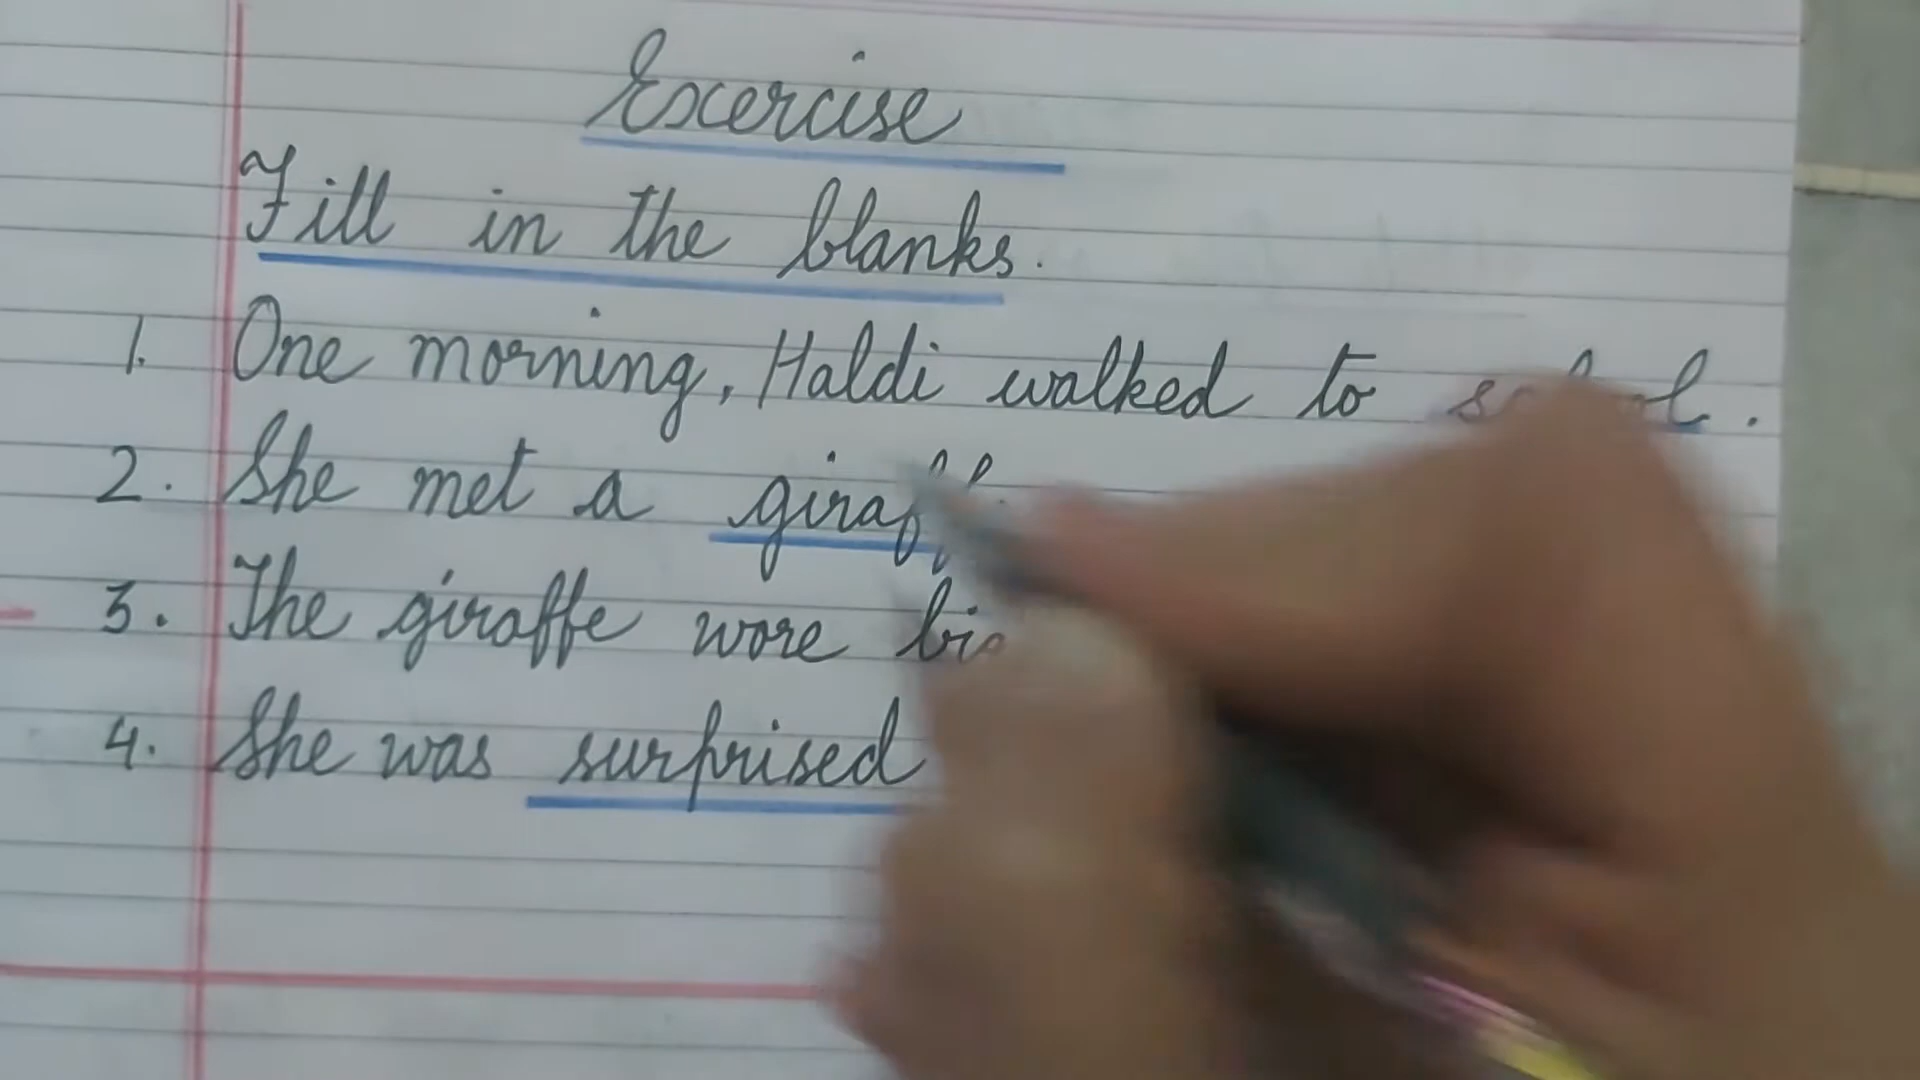 Exercise
Fill in the blanks.
1. One morning, Haldi walked to
2. She met a
3. The giraffe wore
4. She was surprised